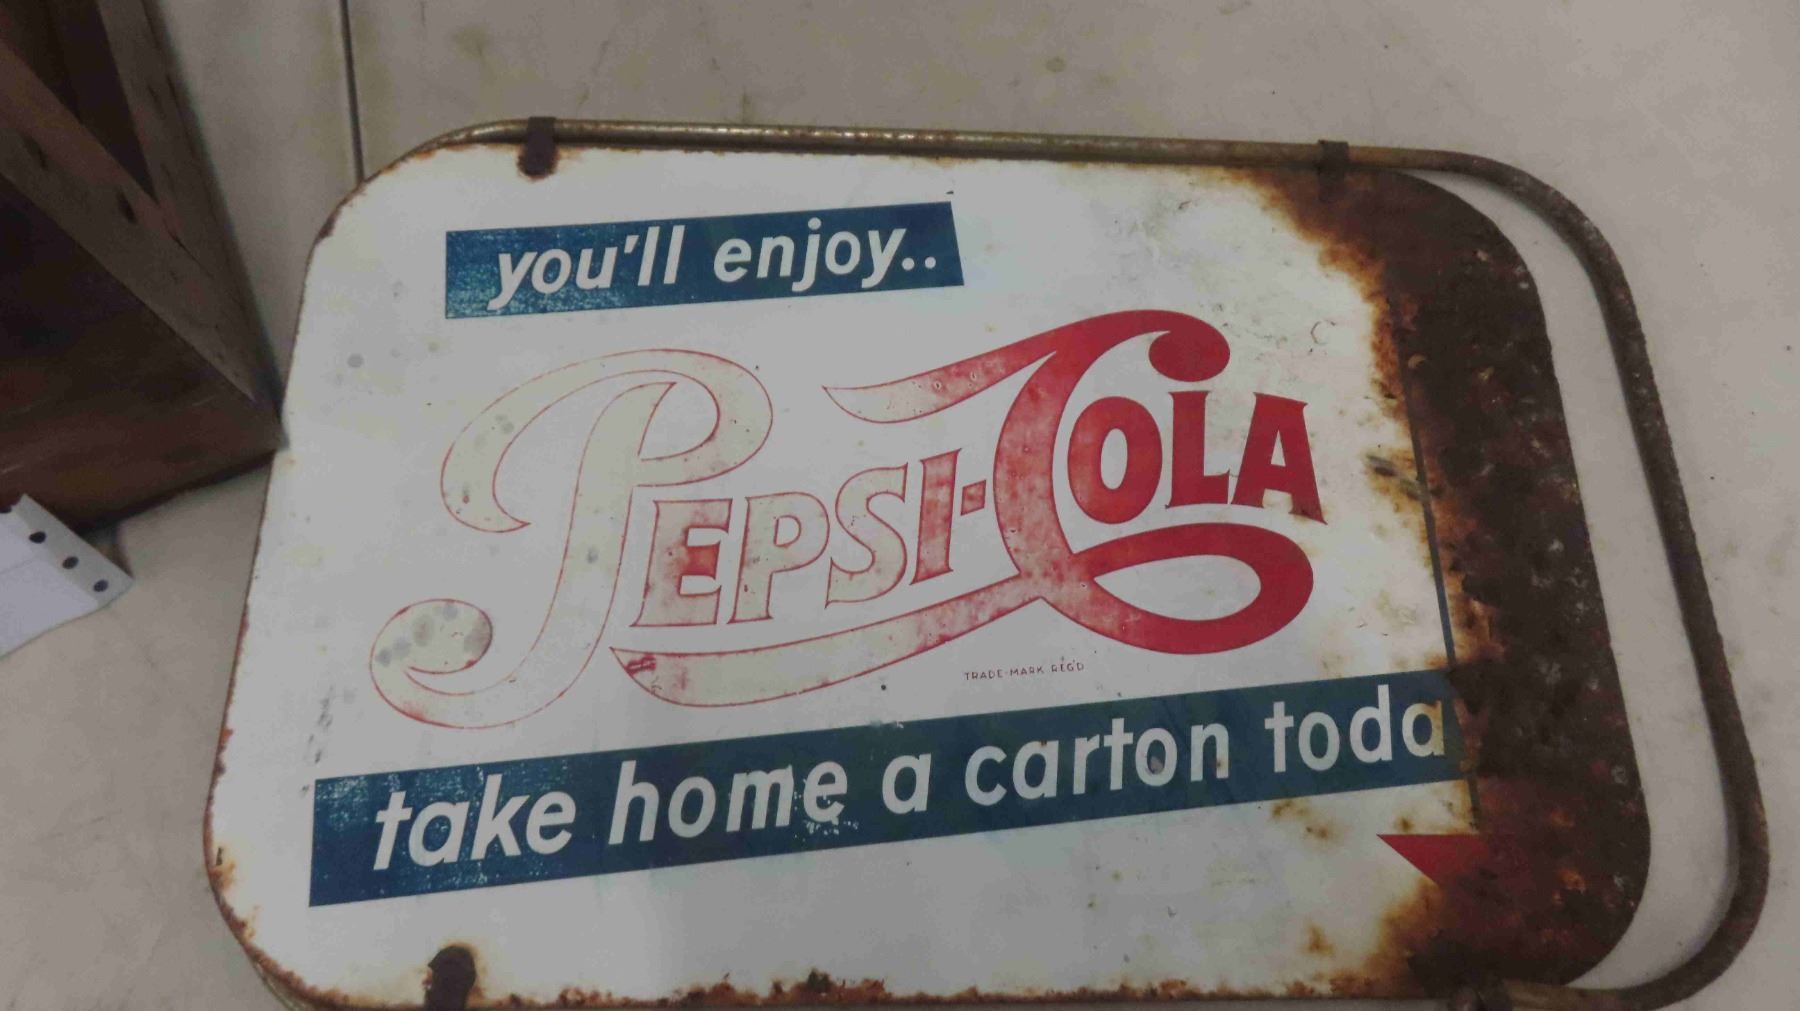 you'll enjoy..
PEPSI-COLA
TRADE-MARK REG'D
take home a carton toda